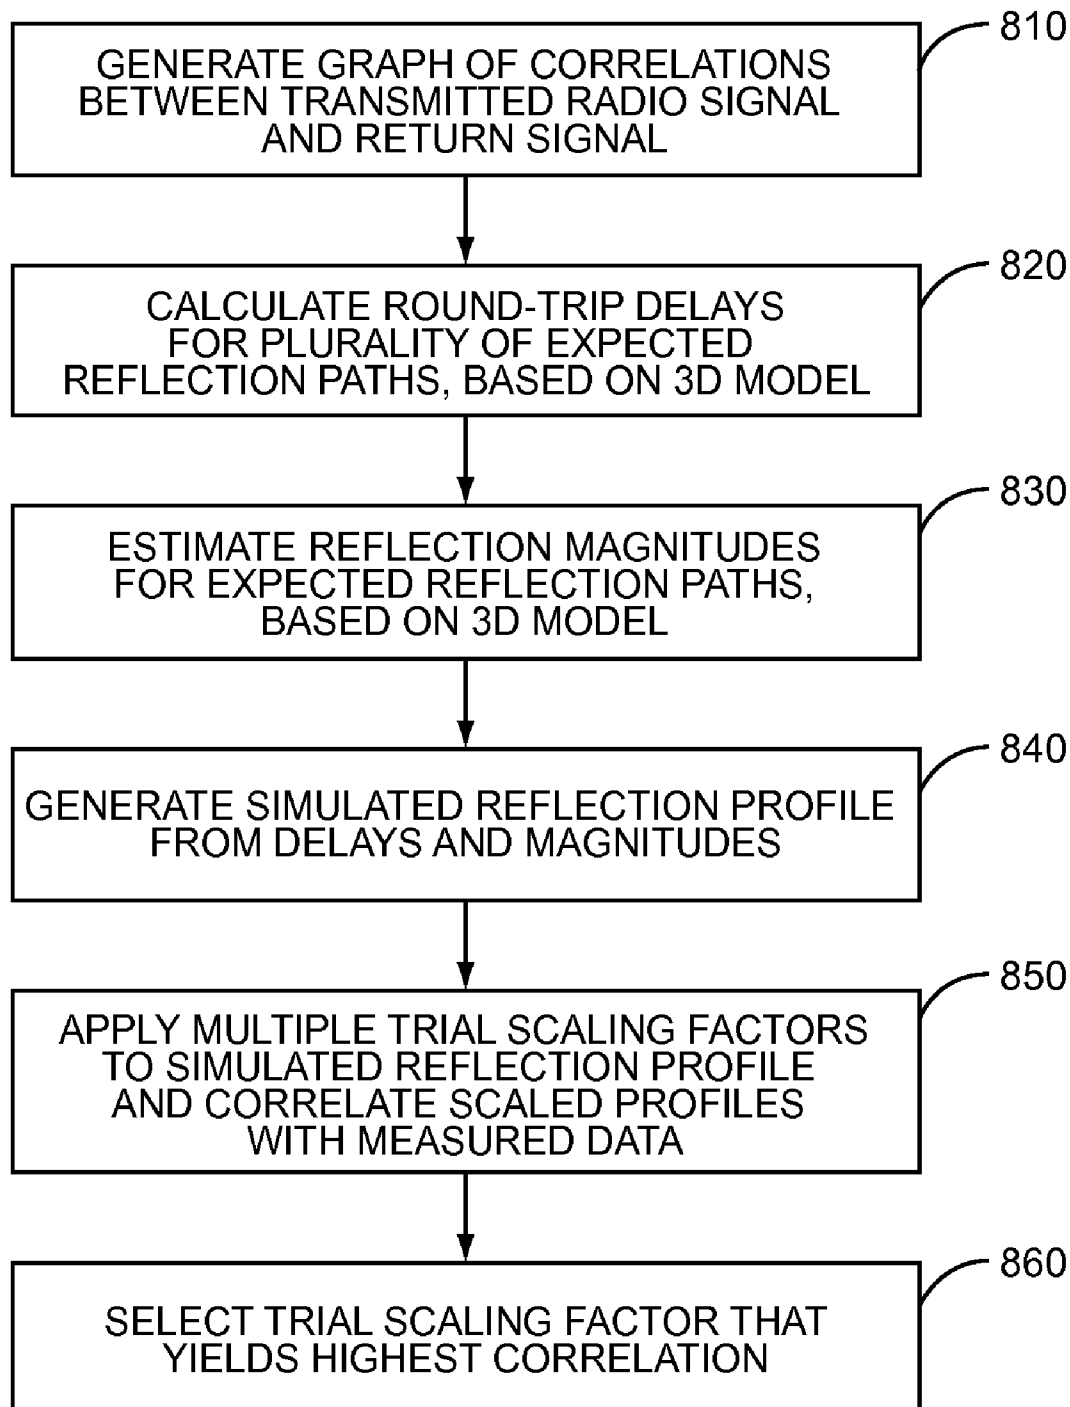 810
GENERATE GRAPH OF CORRELATIONS
BETWEEN TRANSMITTED RADIO SIGNAL
AND RETURN SIGNAL
820
CALCULATE ROUND-TRIP DELAYS
FOR PLURALITY OF EXPECTED
REFLECTION PATHS, BASED ON 3D MODEL
830
ESTIMATE REFLECTION MAGNITUDES
FOR EXPECTED REFLECTION PATHS,
BASED ON 3D MODEL
840
GENERATE SIMULATED REFLECTION PROFILE
FROM DELAYS AND MAGNITUDES
850
APPLY MULTIPLE TRIAL SCALING FACTORS
TO SIMULATED REFLECTION PROFILE
AND CORRELATE SCALED PROFILES
WITH MEASURED DATA
860
SELECT TRIAL SCALING FACTOR THAT
YIELDS HIGHEST CORRELATION